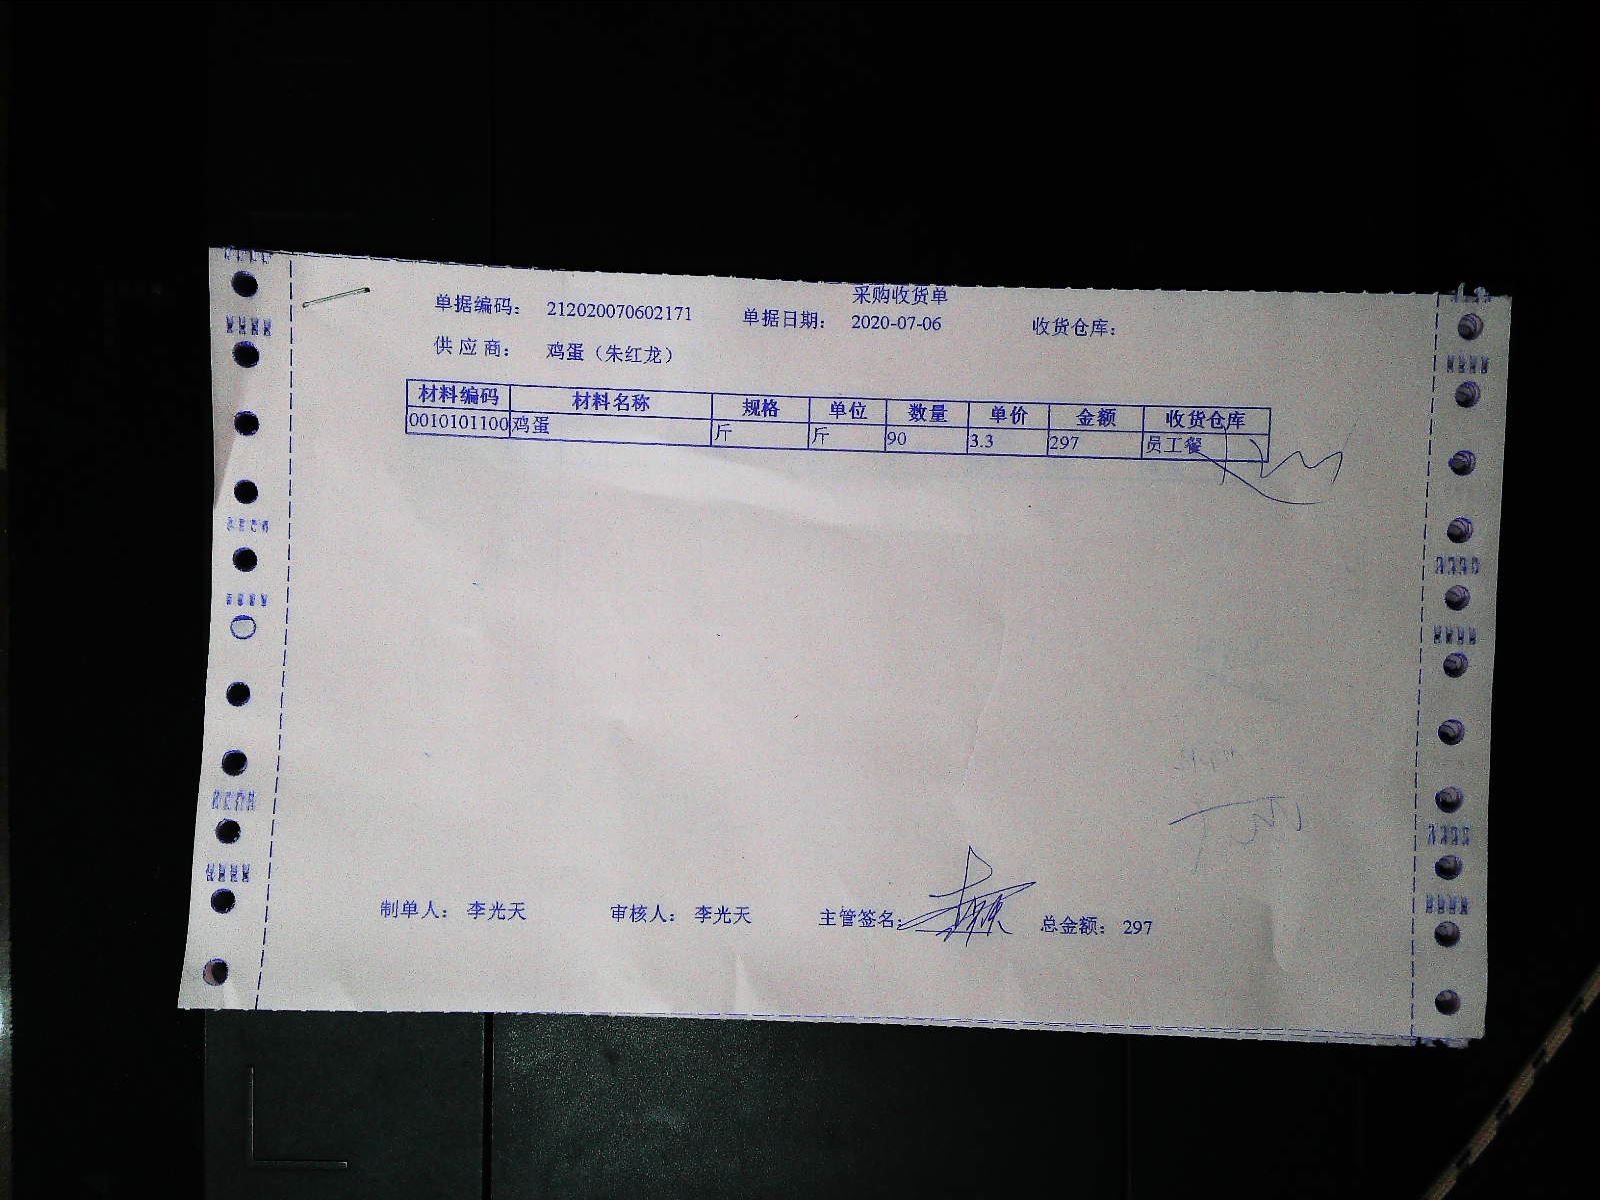 采购收货单
单据编码： 212020070602171 单据日期： 2020-07-06 收货仓库：
供 应 商： 鸡蛋（朱红龙）
材料编码 材料名称 规格 单位 数量 单价 金额 收货仓库
0010101100 鸡蛋 斤 斤 90 3.3 297 员工餐
制单人： 李光天 审核人： 李光天 主管签名： 总金额： 297